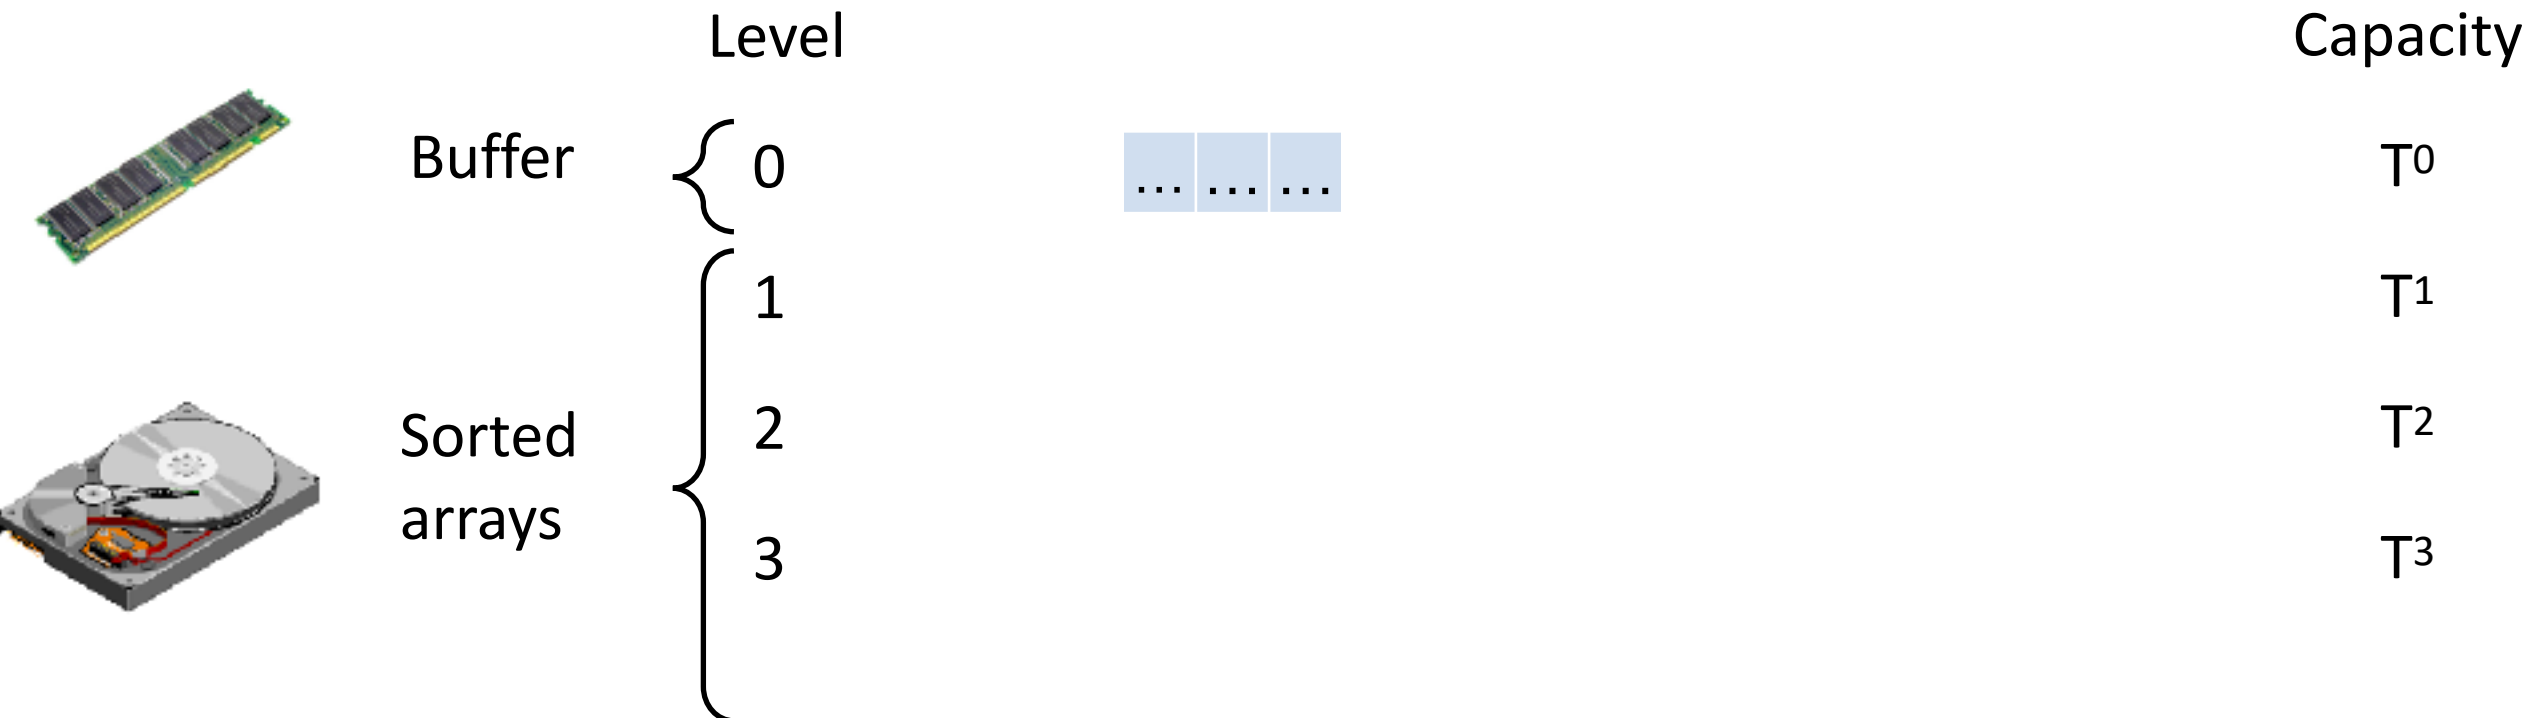 Level Capacity
Buffer 0 ... ... ... T⁰
1 T¹
Sorted
arrays
2 T²
3 T³